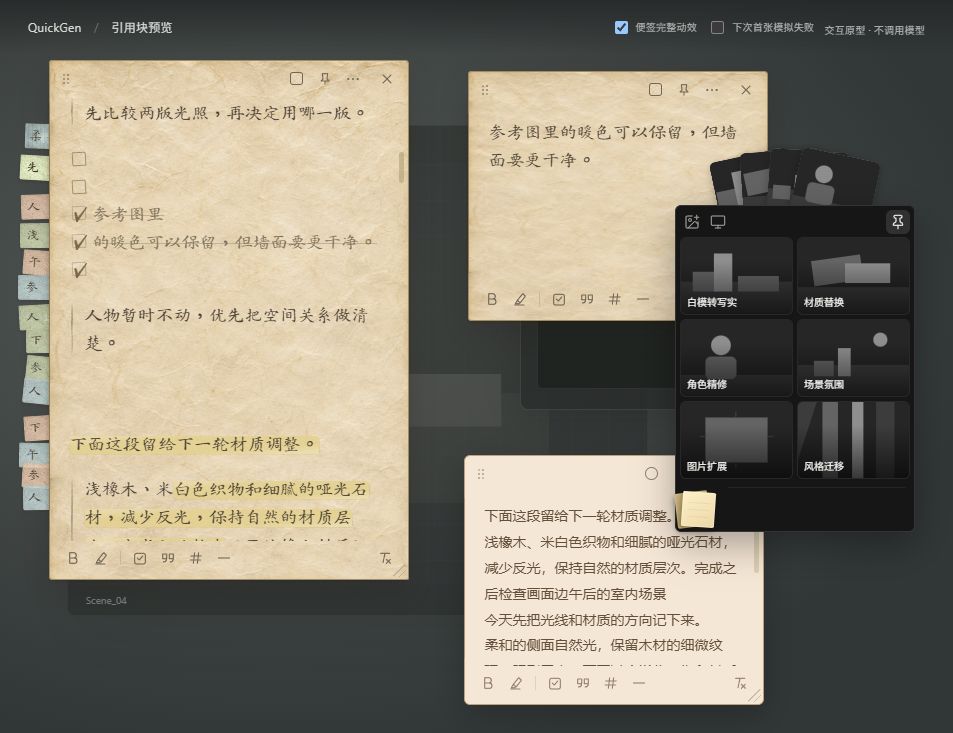 QuickGen / 引用块预览
便签完整动效
下次首张模拟失败
交互原型 · 不调用模型
柔
先
人
浅
午
参
人
下
参
人
下
午
参
人
先比较两版光照，再决定用哪一版。
参考图里
的暖色可以保留，但墙面要更干净。
人物暂时不动，优先把空间关系做清
楚。
下面这段留给下一轮材质调整。
浅橡木、米白色织物和细腻的哑光石
材，减少反光，保持自然的材质层
B
参考图里的暖色可以保留，但墙
面要更干净。
B
白模转写实
材质替换
角色精修
场景氛围
图片扩展
风格迁移
下面这段留给下一轮材质调整。
浅橡木、米白色织物和细腻的哑光石材，
减少反光，保持自然的材质层次。完成之
后检查画面边午后的室内场景
今天先把光线和材质的方向记下来。
柔和的侧面自然光，保留木材的细微纹
B
Scene_04